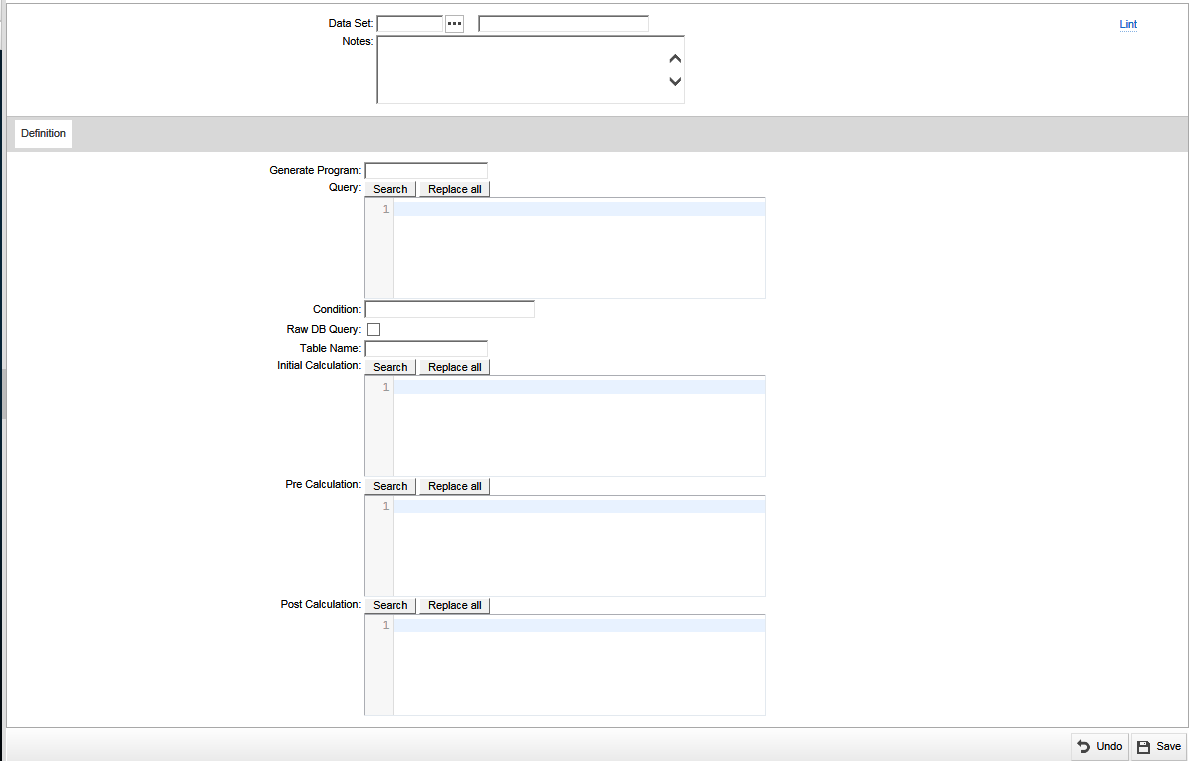 Data Set:
Lint
Notes:
Definition
Generate Program:
Query: Search Replace all
1
Condition:
Raw DB Query:
Table Name:
Initial Calculation: Search Replace all
1
Pre Calculation: Search Replace all
1
Post Calculation: Search Replace all
1
Undo Save